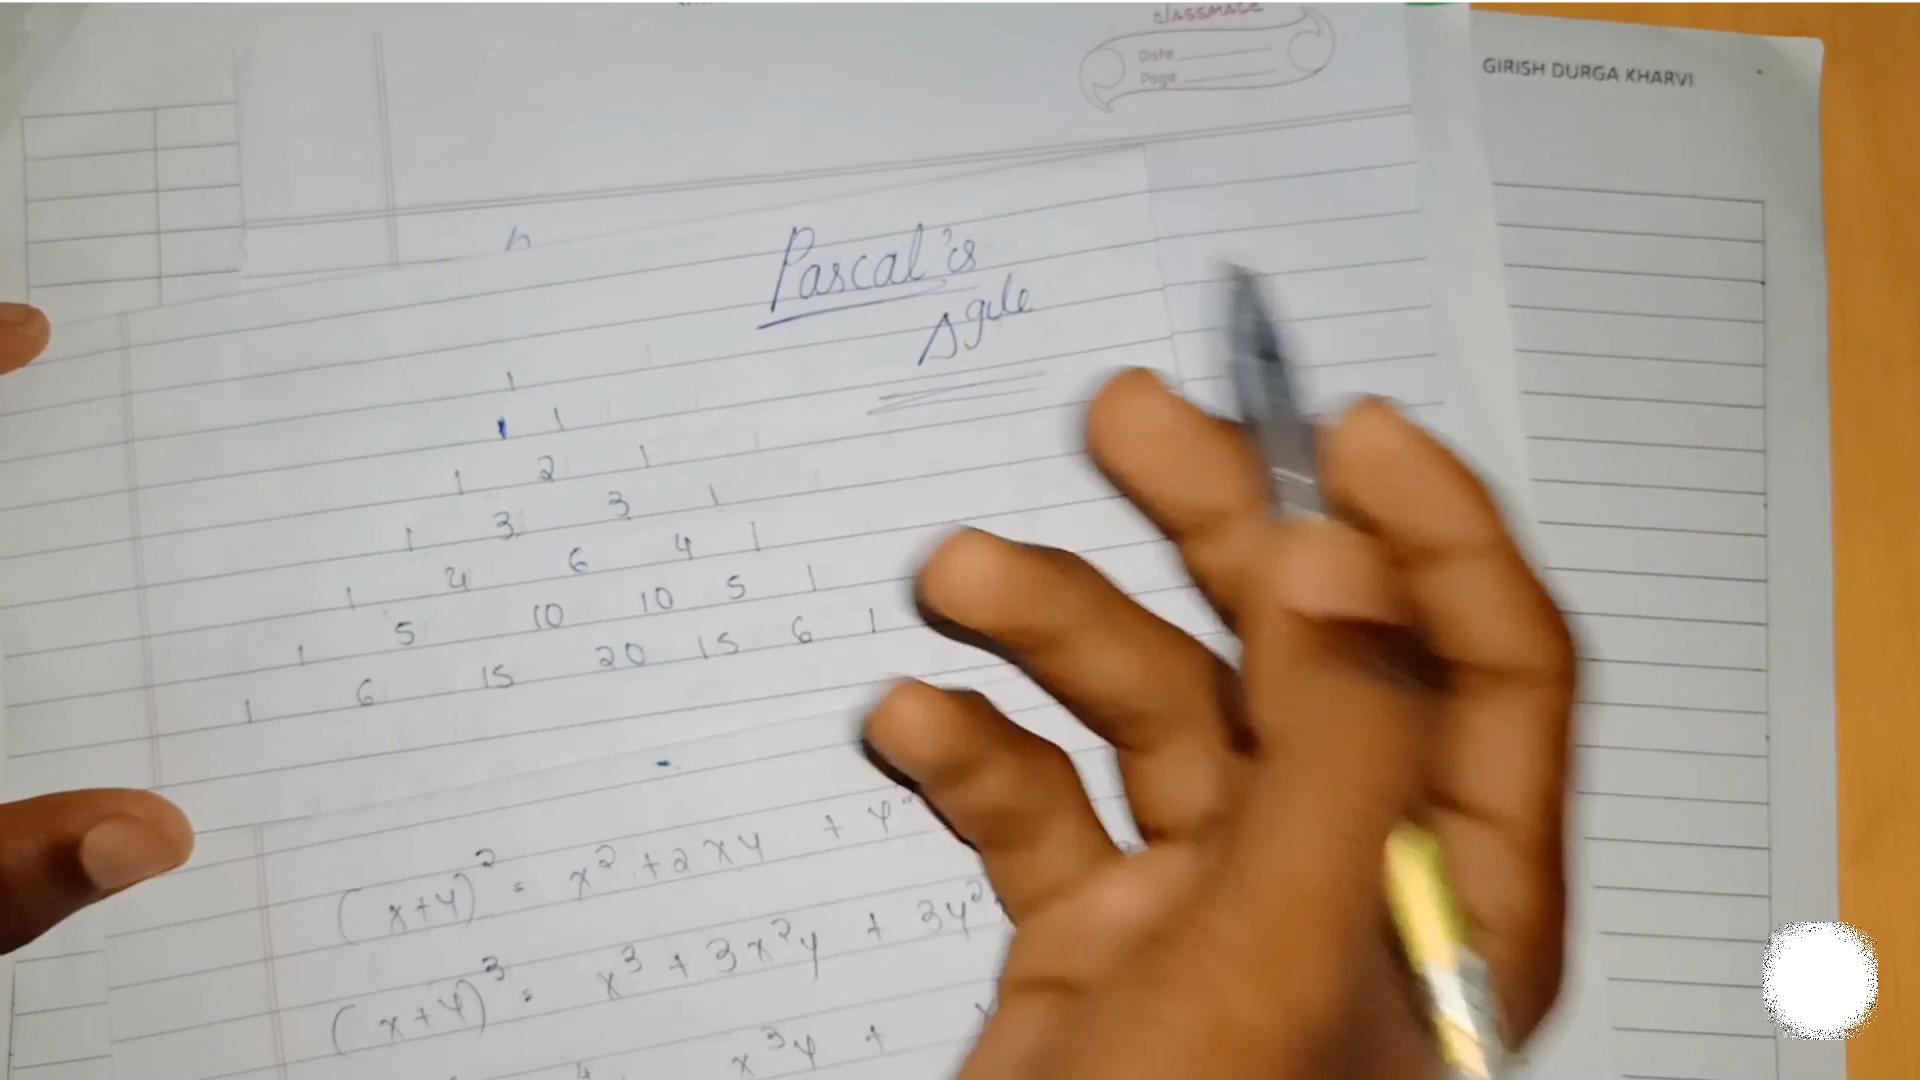 classmate
Date
Page
GIRISH DURGA KHARVI
n
Pascal's
Δgle
1
1 1
1 2 1
1 3 3 1
1 4 6 4 1
1 5 10 10 5 1
1 6 15 20 15 6 1
(x+y)² = x² + 2xy + y
(x+y)³ = x³ + 3x²y + 3y²
4 x³y +